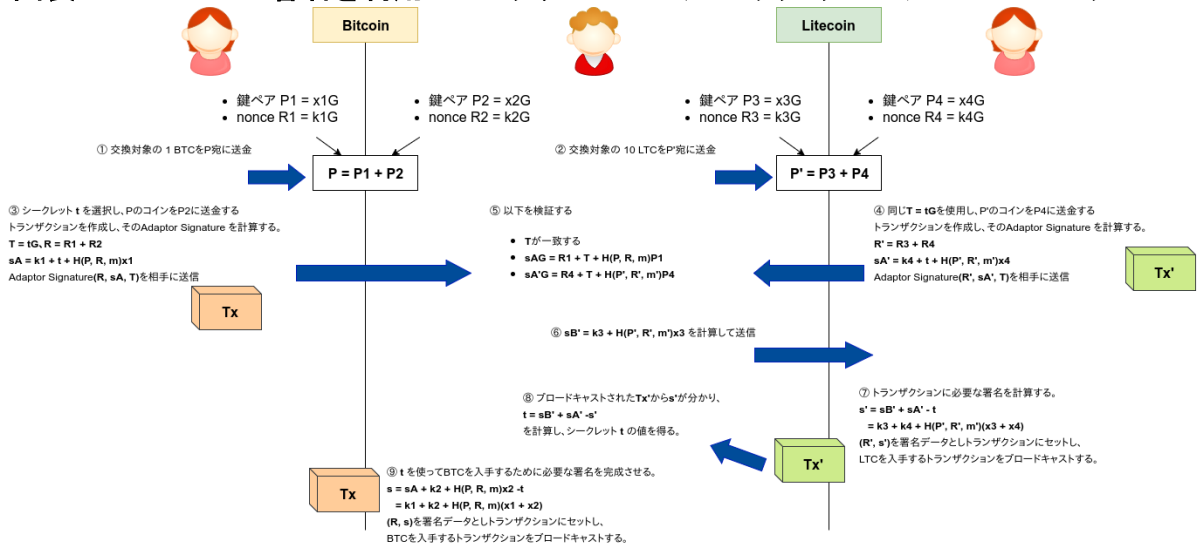 Bitcoin
Litecoin
• 鍵ペア P1 = x1G
• nonce R1 = k1G
• 鍵ペア P2 = x2G
• nonce R2 = k2G
• 鍵ペア P3 = x3G
• nonce R3 = k3G
• 鍵ペア P4 = x4G
• nonce R4 = k4G
① 交換対象の 1 BTCをP宛に送金
P = P1 + P2
② 交換対象の 10 LTCをP'宛に送金
P' = P3 + P4
③ シークレット t を選択し、PのコインをP2に送金する
トランザクションを作成し、そのAdaptor Signature を計算する。
T = tG、R = R1 + R2
sA = k1 + t + H(P, R, m)x1
Adaptor Signature(R, sA, T)を相手に送信
Tx
⑤ 以下を検証する
• Tが一致する
• sAG = R1 + T + H(P, R, m)P1
• sA'G = R4 + T + H(P', R', m')P4
④ 同じT = tGを使用し、P'のコインをP4に送金する
トランザクションを作成し、そのAdaptor Signature を計算する。
R' = R3 + R4
sA' = k4 + t + H(P', R', m')x4
Adaptor Signature(R', sA', T)を相手に送信
Tx'
⑥ sB' = k3 + H(P', R', m')x3 を計算して送信
⑦ トランザクションに必要な署名を計算する。
s' = sB' + sA' - t
= k3 + k4 + H(P', R', m')(x3 + x4)
(R', s')を署名データとしトランザクションにセットし、
LTCを入手するトランザクションをブロードキャストする。
⑧ ブロードキャストされたTx'からs'が分かり、
t = sB' + sA' -s'
を計算し、シークレット t の値を得る。
Tx'
⑨ t を使ってBTCを入手するために必要な署名を完成させる。
s = sA + k2 + H(P, R, m)x2 -t
= k1 + k2 + H(P, R, m)(x1 + x2)
(R, s)を署名データとしトランザクションにセットし、
BTCを入手するトランザクションをブロードキャストする。
Tx